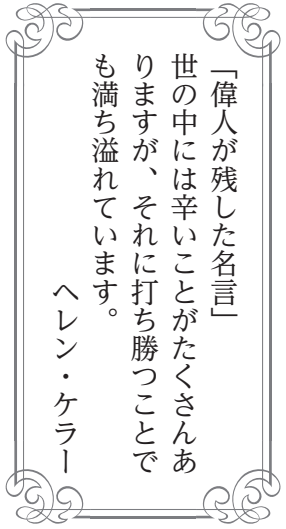 「偉人が残した名言」
世の中には辛いことがたくさんあ
りますが、それに打ち勝つことで
も満ち溢れています。
ヘレン・ケラー